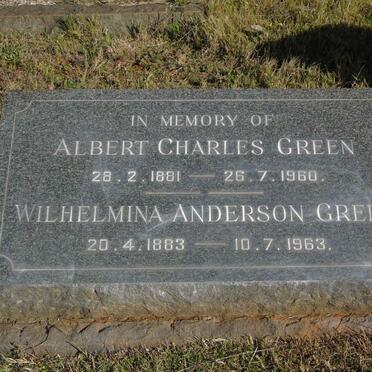 IN MEMORY OF
ALBERT CHARLES GREEN
28.2.1881 — 26.7.1960.
WILHELMINA ANDERSON GREE
20.4.1883 — 10.7.1963.